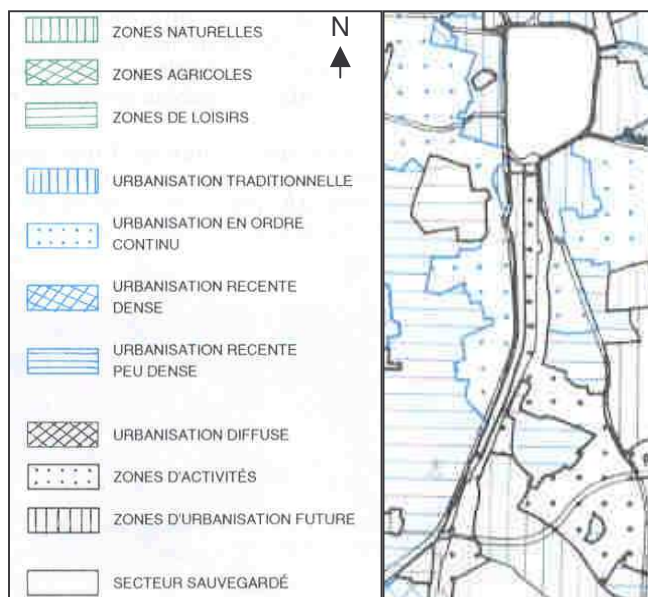 ZONES NATURELLES
N
ZONES AGRICOLES
ZONES DE LOISIRS
URBANISATION TRADITIONNELLE
URBANISATION EN ORDRE
CONTINU
URBANISATION RECENTE
DENSE
URBANISATION RECENTE
PEU DENSE
URBANISATION DIFFUSE
ZONES D'ACTIVITÉS
ZONES D'URBANISATION FUTURE
SECTEUR SAUVEGARDÉ